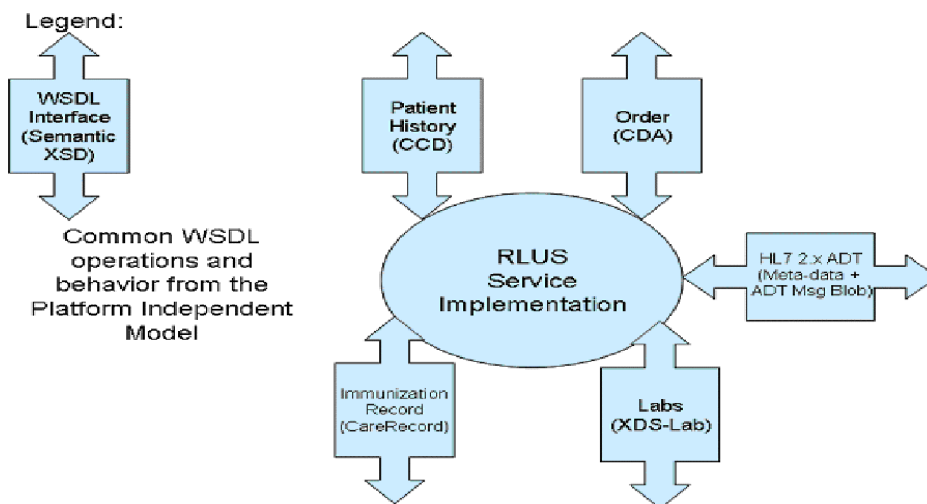 Legend:
WSDL
Interface
(Semantic
XSD)
Common WSDL
operations and
behavior from the
Platform Independent
Model
Patient
History
(CCD)
Order
(CDA)
RLUS
Service
Implementation
HL7 2.x ADT
(Meta-data +
ADT Msg Blob)
Immunization
Record
(CareRecord)
Labs
(XDS-Lab)